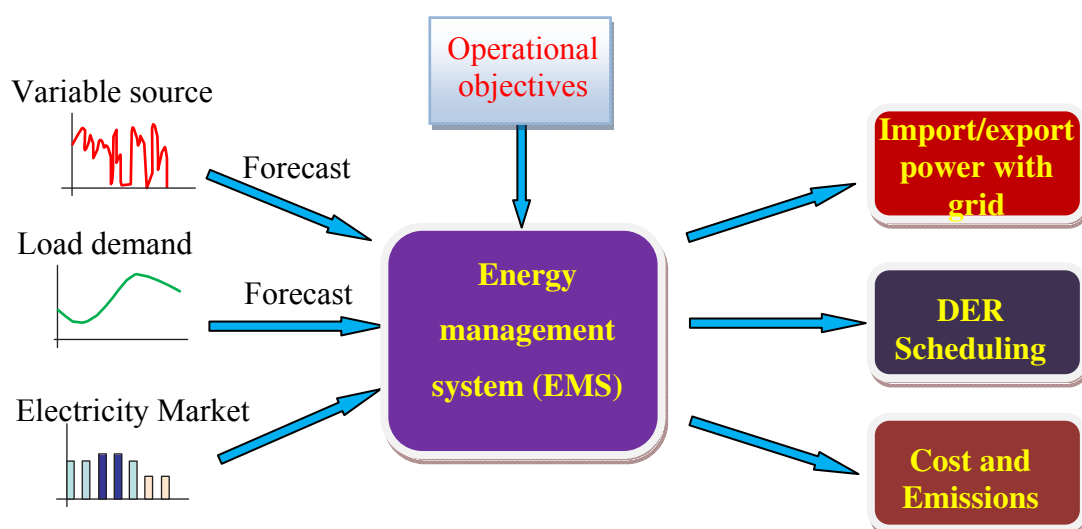 Operational
objectives
Variable source
Forecast
Load demand
Forecast
Electricity Market
Energy
management
system (EMS)
Import/export
power with
grid
DER
Scheduling
Cost and
Emissions